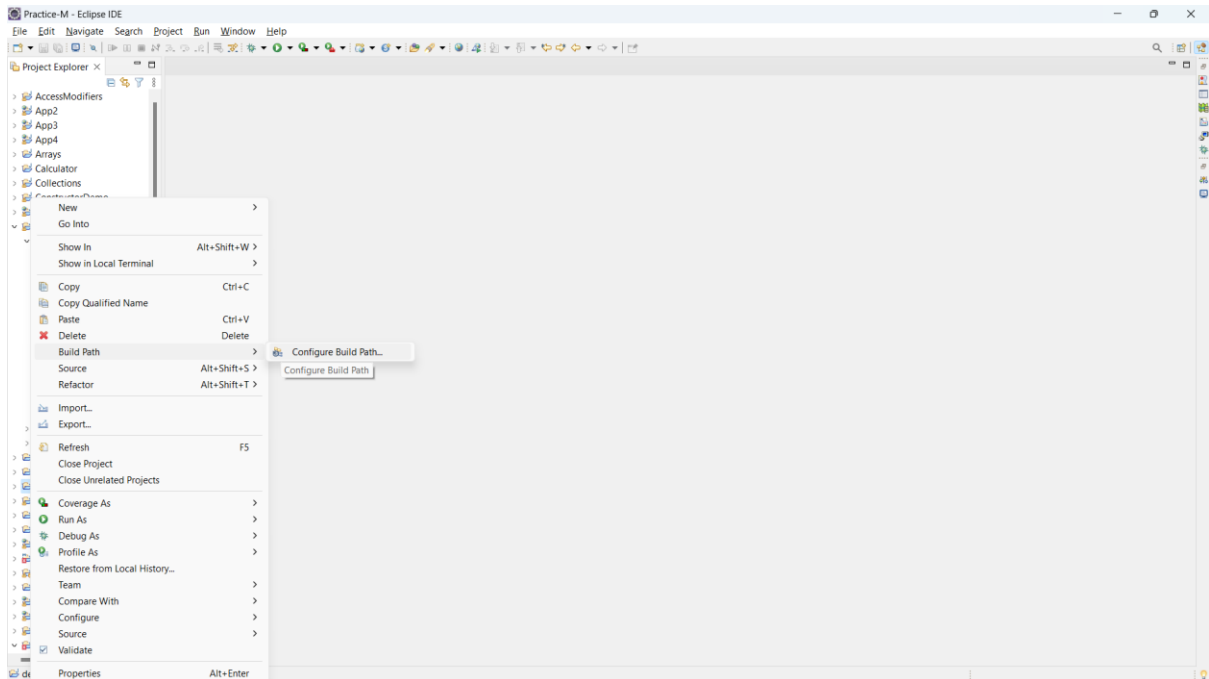 Practice-M - Eclipse IDE
File Edit Navigate Search Project Run Window Help
Project Explorer
AccessModifiers
App2
App3
App4
Arrays
Calculator
Collections
ConstructorDemo
New
Go Into
Show In Alt+Shift+W
Show in Local Terminal
Copy Ctrl+C
Copy Qualified Name
Paste Ctrl+V
Delete Delete
Build Path
Configure Build Path...
Source Alt+Shift+S
Configure Build Path
Refactor Alt+Shift+T
Import...
Export...
Refresh F5
Close Project
Close Unrelated Projects
Coverage As
Run As
Debug As
Profile As
Restore from Local History...
Team
Compare With
Configure
Source
Validate
de
Properties Alt+Enter